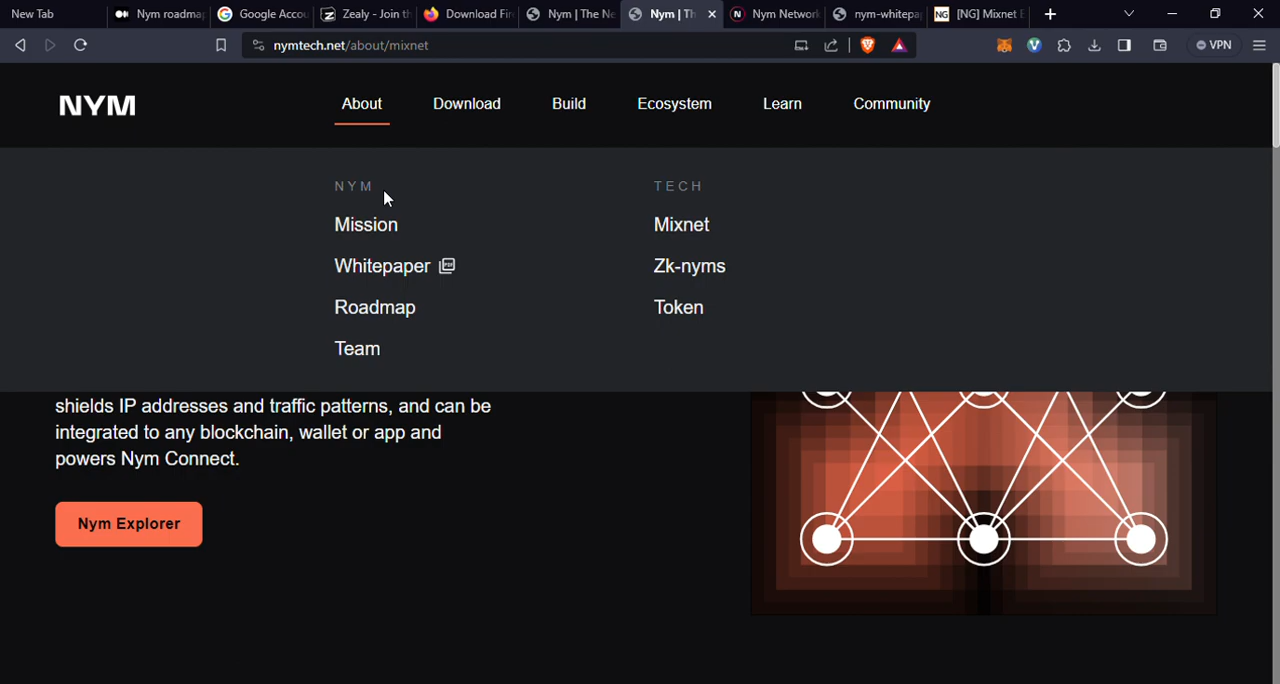 New Tab
Nym roadma
Google Accou
Zealy - Join th
Download Fir
Nym | The Ne
Nym | Th
Nym Network
nym-whitepa
[NG] Mixnet E
nymtech.net/about/mixnet
VPN
NYM
About
Download
Build
Ecosystem
Learn
Community
NYM
Mission
Whitepaper
Roadmap
Team
TECH
Mixnet
Zk-nyms
Token
shields IP addresses and traffic patterns, and can be
integrated to any blockchain, wallet or app and
powers Nym Connect.
Nym Explorer